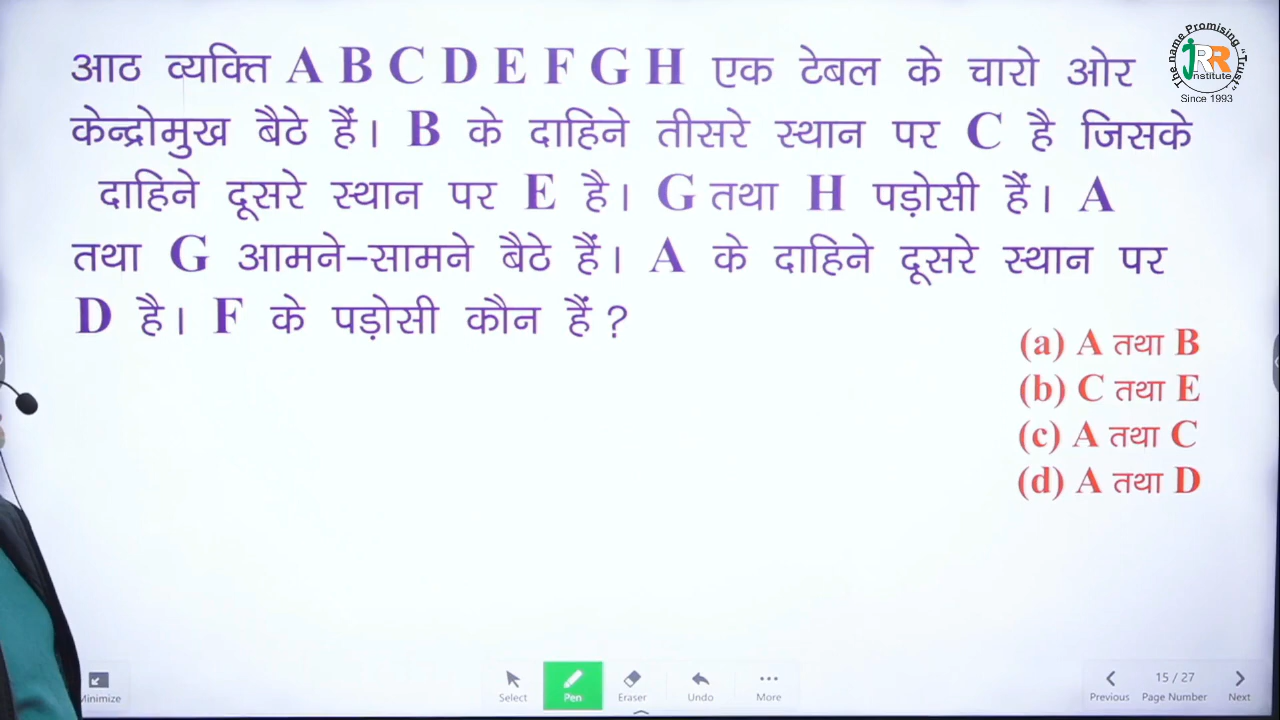 आठ व्यक्ति A B C D E F G H एक टेबल के चारो ओर
केन्द्रोमुख बैठे हैं। B के दाहिने तीसरे स्थान पर C है जिसके
दाहिने दूसरे स्थान पर E है। G तथा H पड़ोसी हैं। A
तथा G आमने–सामने बैठे हैं। A के दाहिने दूसरे स्थान पर
D है। F के पड़ोसी कौन हैं ?
(a) A तथा B
(b) C तथा E
(c) A तथा C
(d) A तथा D
The name Promising "Trust"
RR
institute
Since 1993
Minimize
Select
Pen
Eraser
Undo
More
Previous
15 / 27
Page Number
Next